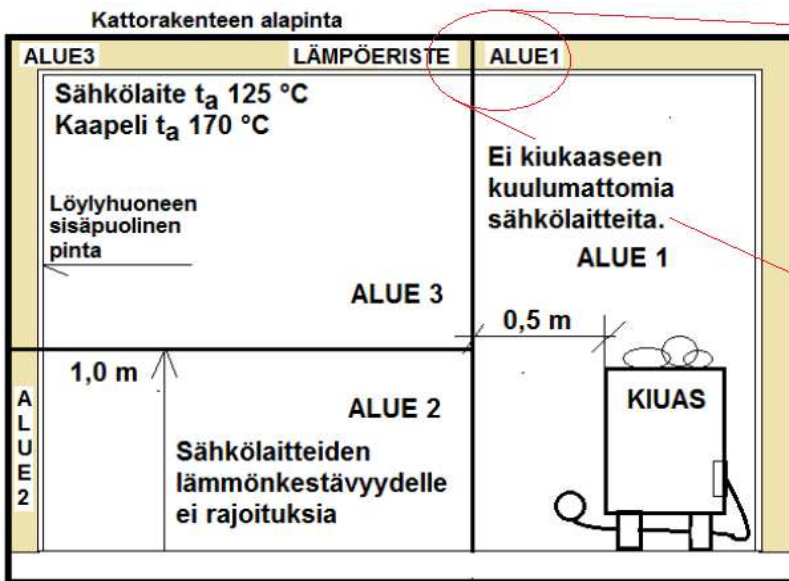 Kattorakenteen alapinta
ALUE3
LÄMPÖERISTE
ALUE1
Sähkölaite ta 125 °C
Kaapeli ta 170 °C
Ei kiukaaseen
kuulumattomia
sähkölaitteita.
Löylyhuoneen
sisäpuolinen
pinta
ALUE 1
ALUE 3
0,5 m
1,0 m
ALUE 2
KIUAS
ALUE2
Sähkölaitteiden
lämmönkestävyydelle
ei rajoituksia